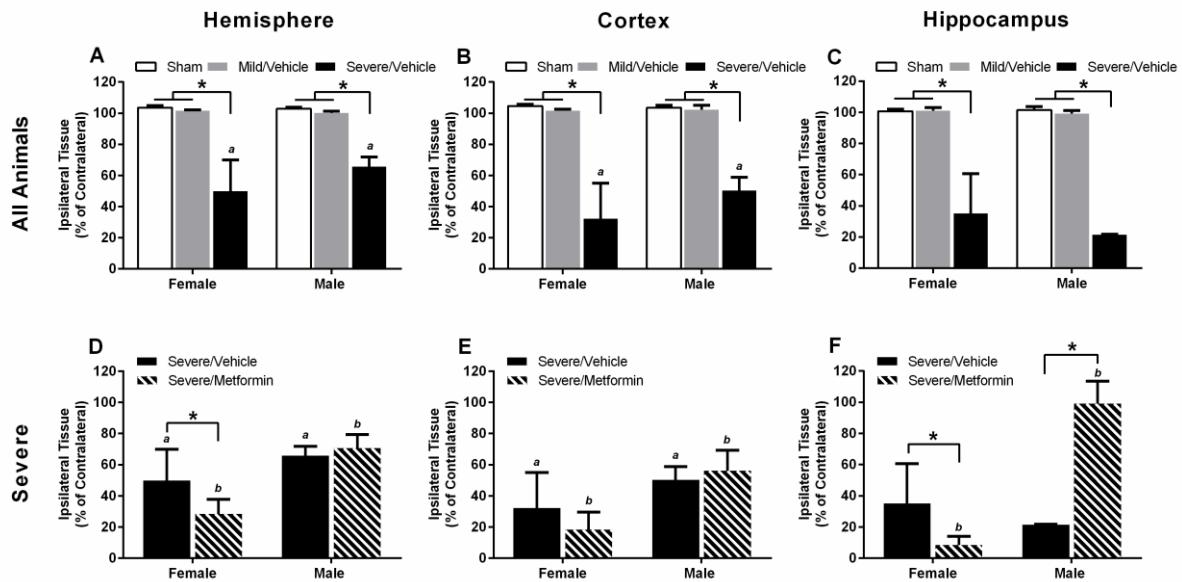 Hemisphere Cortex Hippocampus
All Animals
A
Sham Mild/Vehicle Severe/Vehicle
Ipsilateral Tissue
(% of Contralateral)
120
100
80
60
40
20
0
*
*
a
a
Female Male
B
Sham Mild/Vehicle Severe/Vehicle
Ipsilateral Tissue
(% of Contralateral)
120
100
80
60
40
20
0
*
*
a
a
Female Male
C
Sham Mild/Vehicle Severe/Vehicle
Ipsilateral Tissue
(% of Contralateral)
120
100
80
60
40
20
0
*
*
Female Male
Severe
D
Severe/Vehicle
Severe/Metformin
Ipsilateral Tissue
(% of Contralateral)
120
100
80
60
40
20
0
*
a
b
a
b
Female Male
E
Severe/Vehicle
Severe/Metformin
Ipsilateral Tissue
(% of Contralateral)
120
100
80
60
40
20
0
a
b
a
b
Female Male
F
Severe/Vehicle
Severe/Metformin
Ipsilateral Tissue
(% of Contralateral)
120
100
80
60
40
20
0
*
*
b
b
Female Male